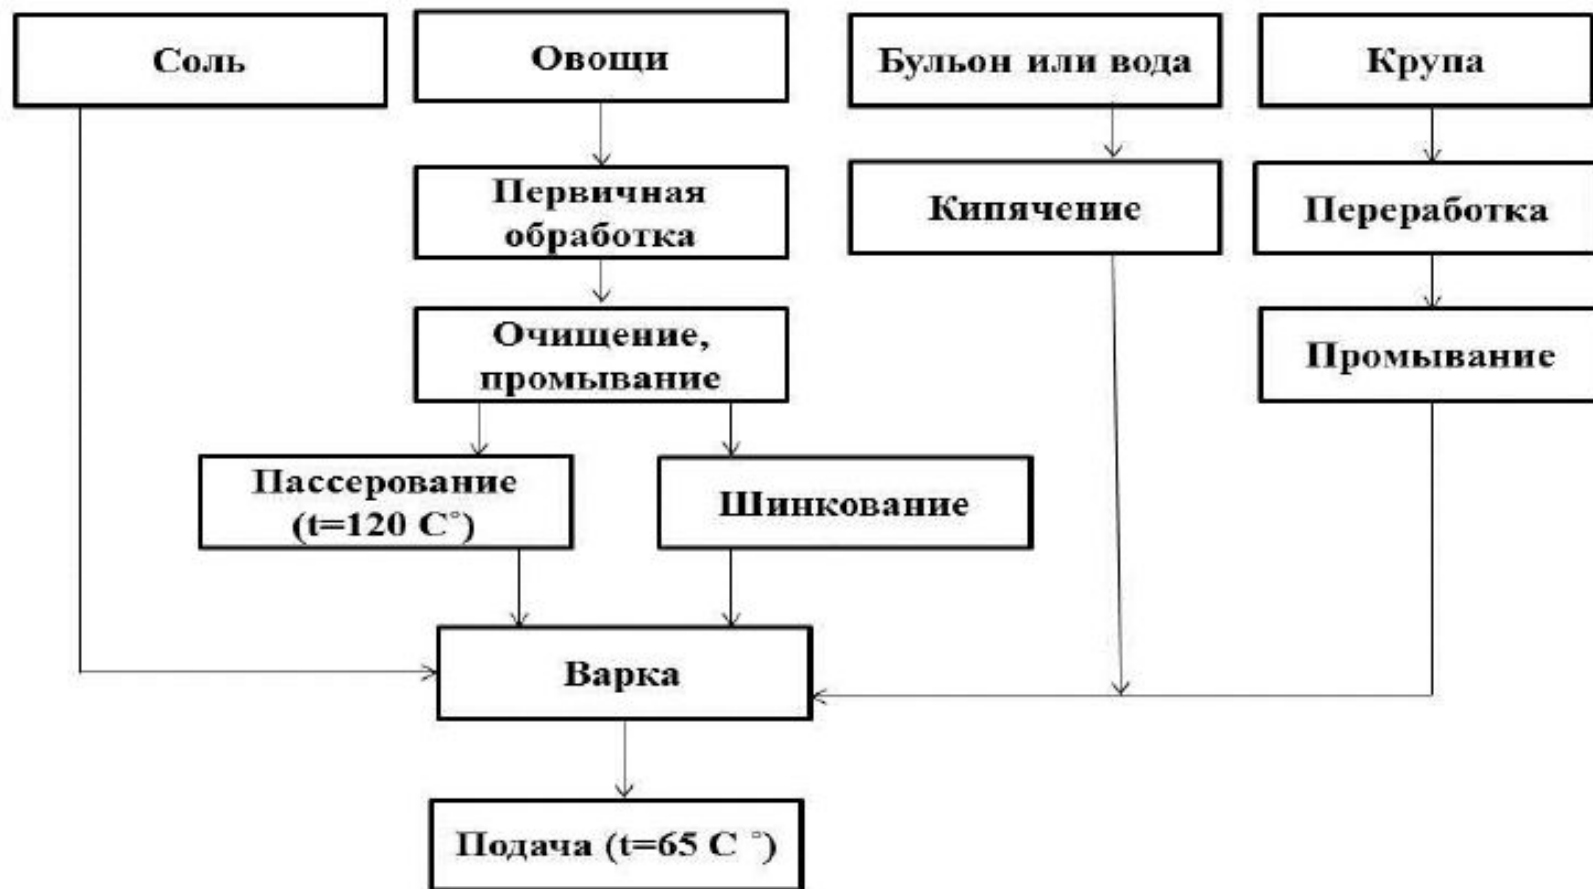 Соль
Овощи
Бульон или вода
Крупа
Первичная
обработка
Кипячение
Переработка
Очищение,
промывание
Промывание
Пассерование
(t=120 C˚)
Шинкование
Варка
Подача (t=65 C ˚)